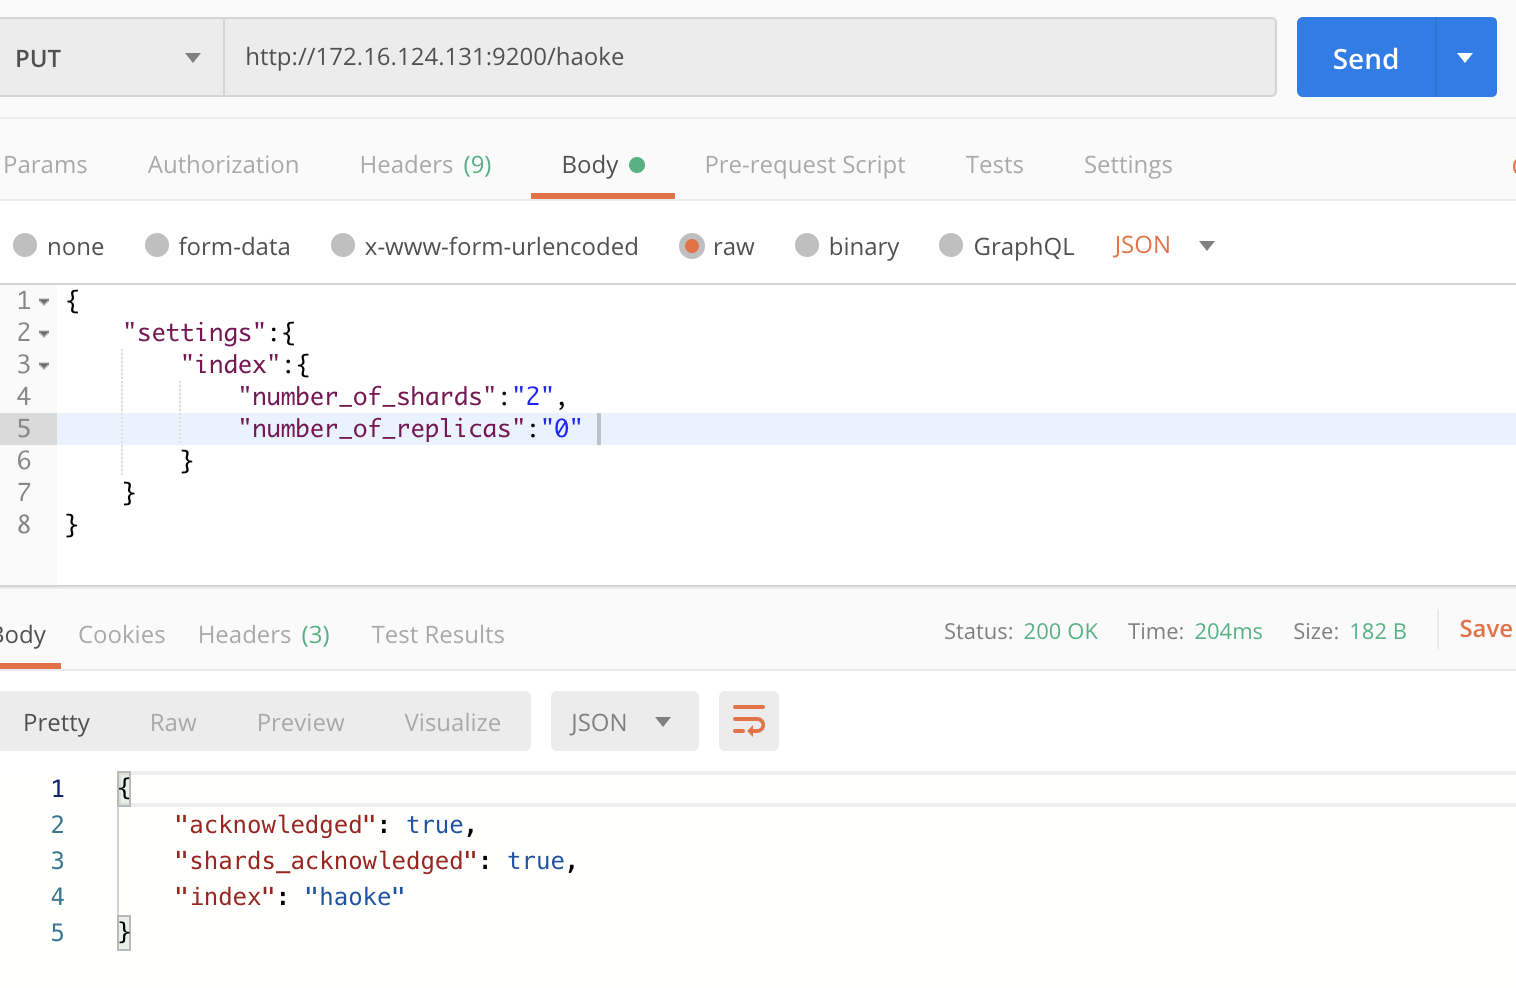 PUT http://172.16.124.131:9200/haoke Send
Params Authorization Headers (9) Body Pre-request Script Tests Settings
none form-data x-www-form-urlencoded raw binary GraphQL JSON
1 {
2 "settings":{
3 "index":{
4 "number_of_shards":"2",
5 "number_of_replicas":"0"
6 }
7 }
8 }
Body Cookies Headers (3) Test Results Status: 200 OK Time: 204ms Size: 182 B Save
Pretty Raw Preview Visualize JSON
1 {
2 "acknowledged": true,
3 "shards_acknowledged": true,
4 "index": "haoke"
5 }